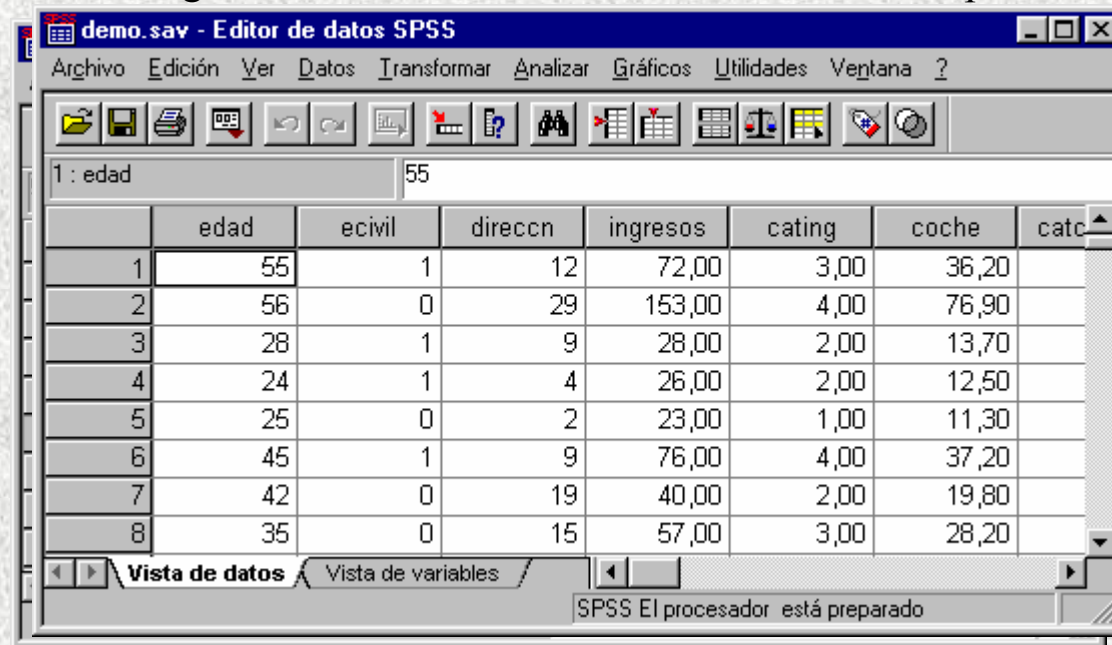 demo.sav - Editor de datos SPSS
Archivo Edición Ver Datos Transformar Analizar Gráficos Utilidades Ventana ?
1 : edad 55
edad ecivil direccn ingresos cating coche catc
1 55 1 12 72,00 3,00 36,20
2 56 0 29 153,00 4,00 76,90
3 28 1 9 28,00 2,00 13,70
4 24 1 4 26,00 2,00 12,50
5 25 0 2 23,00 1,00 11,30
6 45 1 9 76,00 4,00 37,20
7 42 0 19 40,00 2,00 19,80
8 35 0 15 57,00 3,00 28,20
Vista de datos Vista de variables
SPSS El procesador está preparado